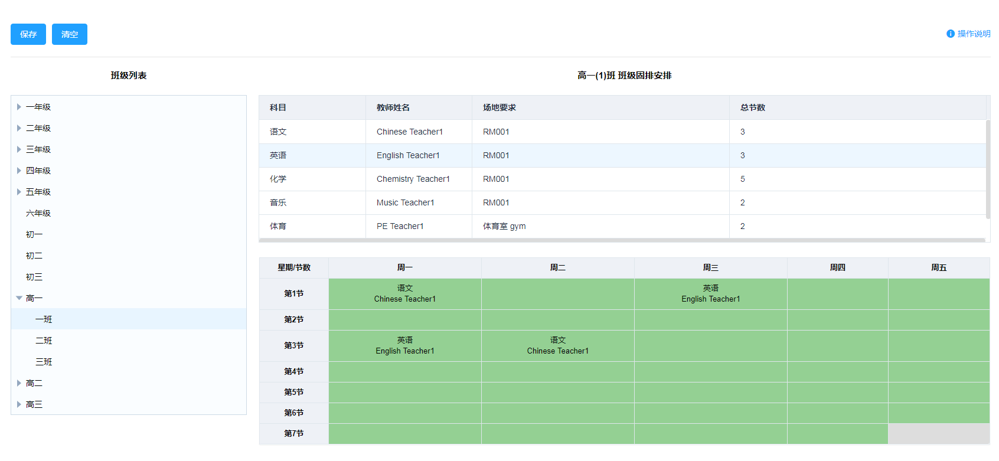 保存 清空 操作说明
班级列表
一年级
二年级
三年级
四年级
五年级
六年级
初一
初二
初三
高一
一班
二班
三班
高二
高三
高一(1)班 班级固排安排
科目 教师姓名 场地要求 总节数
语文 Chinese Teacher1 RM001 3
英语 English Teacher1 RM001 3
化学 Chemistry Teacher1 RM001 5
音乐 Music Teacher1 RM001 2
体育 PE Teacher1 体育室 gym 2
星期/节数 周一 周二 周三 周四 周五
第1节 语文 英语
Chinese Teacher1 English Teacher1
第2节
第3节 英语 语文
English Teacher1 Chinese Teacher1
第4节
第5节
第6节
第7节